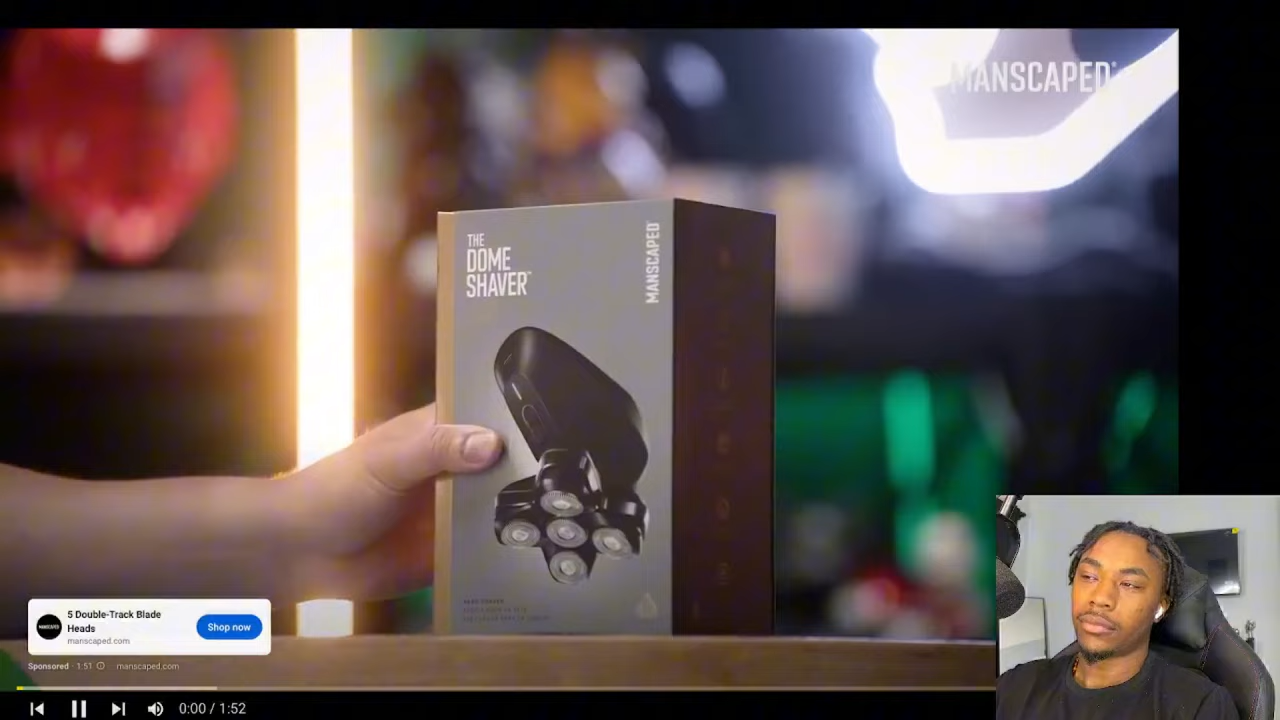 MANSCAPED
THE
DOME
SHAVER™
MANSCAPED
5 Double-Track Blade
Heads
manscaped.com
Shop now
Sponsored · 1:51
manscaped.com
0:00 / 1:52